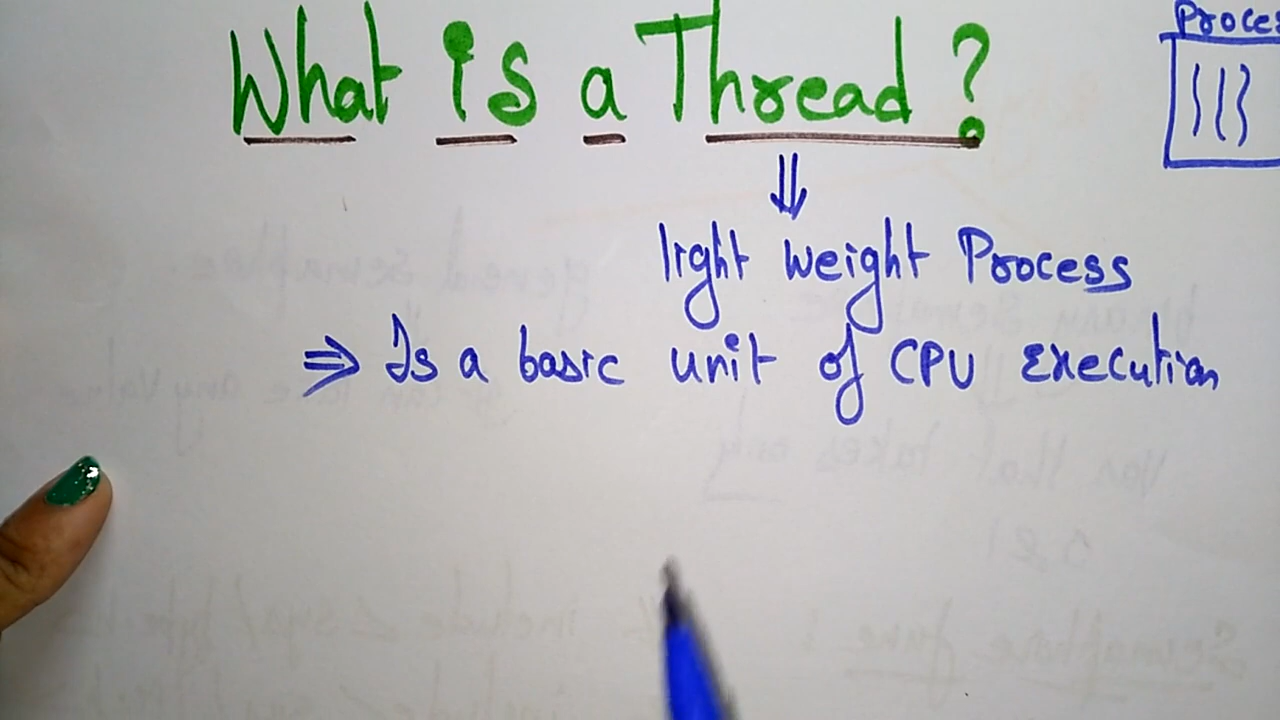 What is a Thread?
Proces
light weight Process
⇒ Is a basic unit of CPU Execution